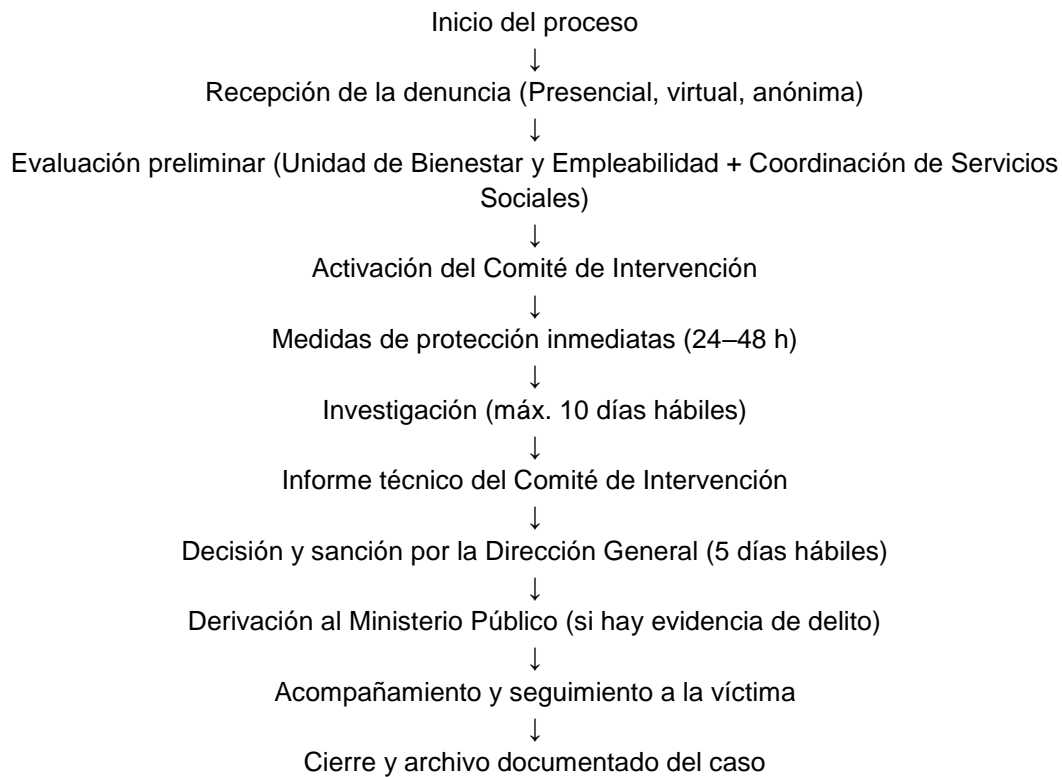 Inicio del proceso
↓
Recepción de la denuncia (Presencial, virtual, anónima)
↓
Evaluación preliminar (Unidad de Bienestar y Empleabilidad + Coordinación de Servicios
Sociales)
↓
Activación del Comité de Intervención
↓
Medidas de protección inmediatas (24–48 h)
↓
Investigación (máx. 10 días hábiles)
↓
Informe técnico del Comité de Intervención
↓
Decisión y sanción por la Dirección General (5 días hábiles)
↓
Derivación al Ministerio Público (si hay evidencia de delito)
↓
Acompañamiento y seguimiento a la víctima
↓
Cierre y archivo documentado del caso